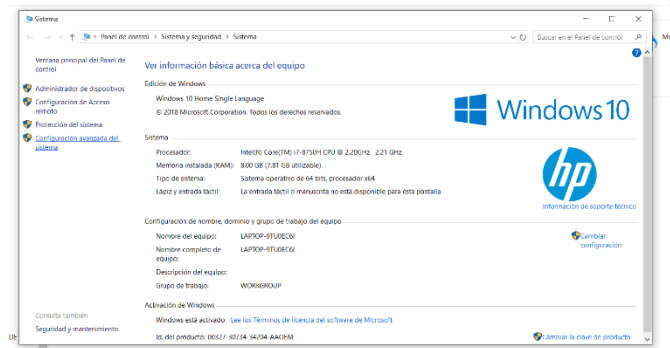 Sistema
Panel de control > Sistema y seguridad > Sistema
Buscar en el Panel de control
Ventana principal del Panel de
control
Administrador de dispositivos
Configuración de Acceso
remoto
Protección del sistema
Configuración avanzada del
sistema
Ver información básica acerca del equipo
Edición de Windows
Windows 10 Home Single Language
© 2018 Microsoft Corporation. Todos los derechos reservados.
Windows 10
Sistema
Procesador: Intel(R) Core(TM) i7-8750H CPU @ 2.20GHz 2.21 GHz
Memoria instalada (RAM): 8.00 GB (7.81 GB utilizable)
Tipo de sistema: Sistema operativo de 64 bits, procesador x64
Lápiz y entrada táctil: La entrada táctil o manuscrita no está disponible para esta pantalla
hp
Información de soporte técnico
Configuración de nombre, dominio y grupo de trabajo del equipo
Nombre del equipo: LAPTOP-9TU0EC6I
Cambiar
configuración
Nombre completo de LAPTOP-9TU0EC6I
equipo:
Descripción del equipo:
Grupo de trabajo: WORKGROUP
Activación de Windows
Windows está activado Lee los Términos de licencia del software de Microsoft
Id. del producto: 00327-30734-34204-AAOEM
Cambiar la clave de producto
Consulta también
Seguridad y mantenimiento